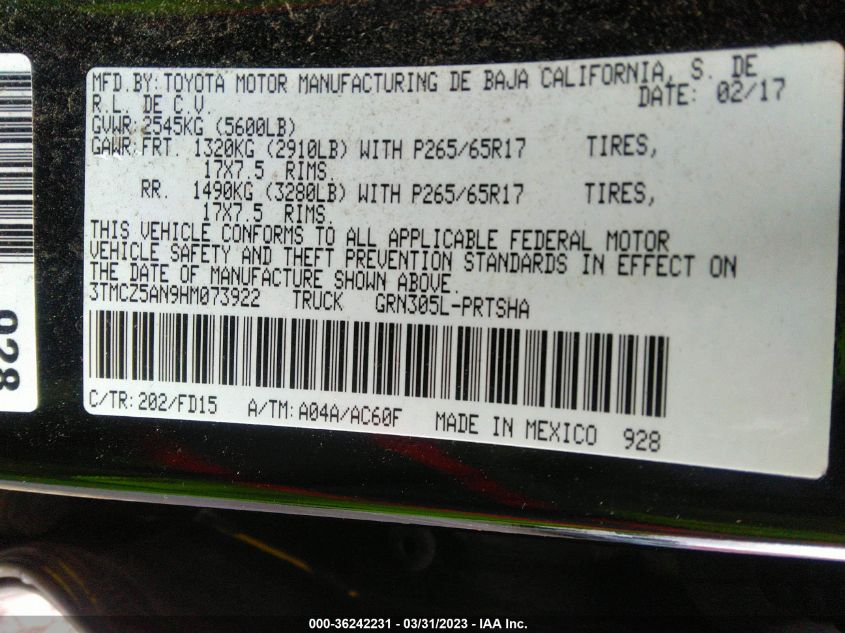 MFD.BY:TOYOTA MOTOR MANUFACTURING DE BAJA CALIFORNIA, S. DE
R.L. DE C.V. DATE: 02/17
GVWR:2545KG (5600LB)
GAWR:FRT. 1320KG (2910LB) WITH P265/65R17 TIRES,
17X7.5 RIMS.
RR. 1490KG (3280LB) WITH P265/65R17 TIRES,
17X7.5 RIMS.
THIS VEHICLE CONFORMS TO ALL APPLICABLE FEDERAL MOTOR
VEHICLE SAFETY AND THEFT PREVENTION STANDARDS IN EFFECT ON
THE DATE OF MANUFACTURE SHOWN ABOVE.
3TMCZ5AN9HM073922 TRUCK GRN305L-PRTSHA
C/TR:202/FD15 A/TM:A04A/AC60F MADE IN MEXICO 928
928
000-36242231 - 03/31/2023 - IAA Inc.